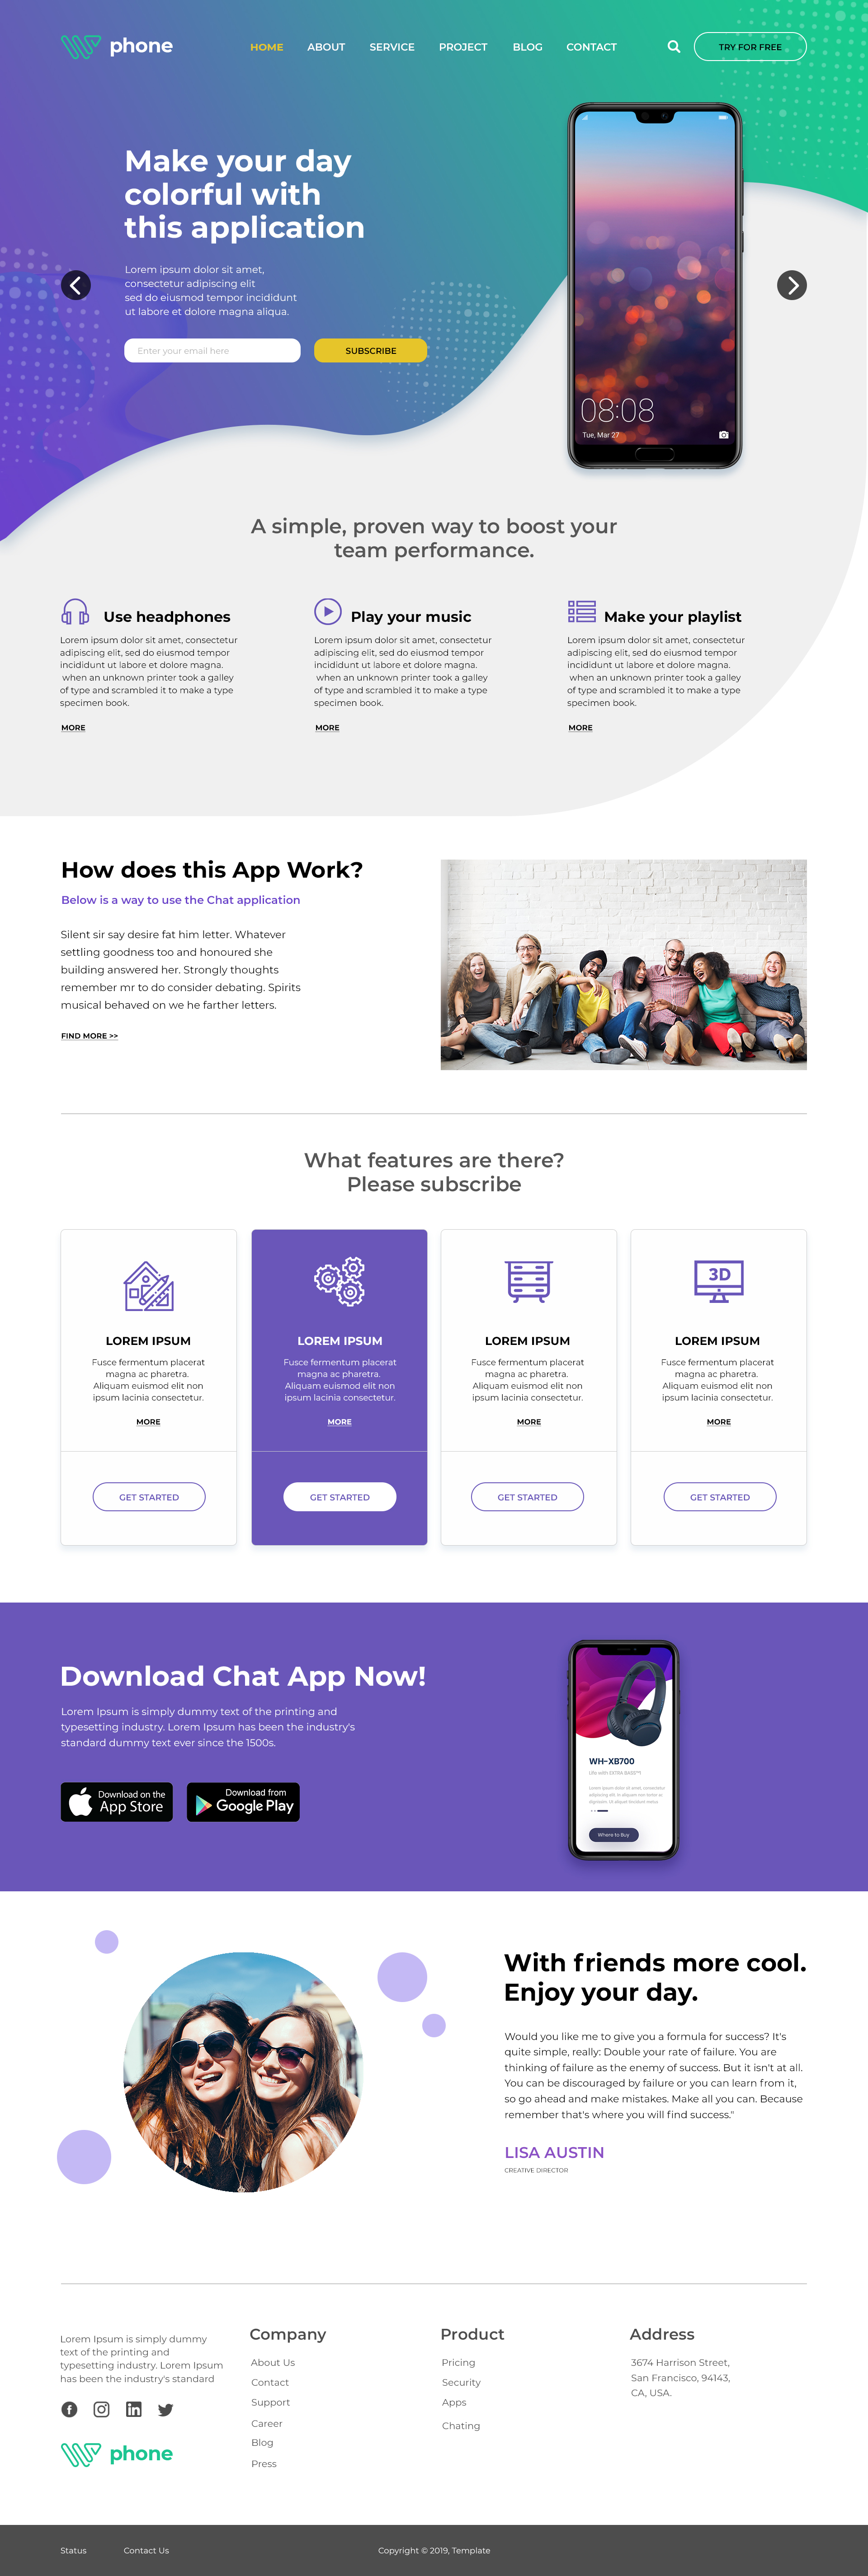 phone
HOME
ABOUT
SERVICE
PROJECT
BLOG
CONTACT
TRY FOR FREE
Make your day
colorful with
this application
Lorem ipsum dolor sit amet,
consectetur adipiscing elit
sed do eiusmod tempor incididunt
ut labore et dolore magna aliqua.
Enter your email here
SUBSCRIBE
08:08
Tue, Mar 27
A simple, proven way to boost your
team performance.
Use headphones
Lorem ipsum dolor sit amet, consectetur
adipiscing elit, sed do eiusmod tempor
incididunt ut labore et dolore magna.
when an unknown printer took a galley
of type and scrambled it to make a type
specimen book.
MORE
Play your music
Lorem ipsum dolor sit amet, consectetur
adipiscing elit, sed do eiusmod tempor
incididunt ut labore et dolore magna.
when an unknown printer took a galley
of type and scrambled it to make a type
specimen book.
MORE
Make your playlist
Lorem ipsum dolor sit amet, consectetur
adipiscing elit, sed do eiusmod tempor
incididunt ut labore et dolore magna.
when an unknown printer took a galley
of type and scrambled it to make a type
specimen book.
MORE
How does this App Work?
Below is a way to use the Chat application
Silent sir say desire fat him letter. Whatever
settling goodness too and honoured she
building answered her. Strongly thoughts
remember mr to do consider debating. Spirits
musical behaved on we he farther letters.
FIND MORE >>
What features are there?
Please subscribe
LOREM IPSUM
Fusce fermentum placerat
magna ac pharetra.
Aliquam euismod elit non
ipsum lacinia consectetur.
MORE
GET STARTED
LOREM IPSUM
Fusce fermentum placerat
magna ac pharetra.
Aliquam euismod elit non
ipsum lacinia consectetur.
MORE
GET STARTED
LOREM IPSUM
Fusce fermentum placerat
magna ac pharetra.
Aliquam euismod elit non
ipsum lacinia consectetur.
MORE
GET STARTED
3D
LOREM IPSUM
Fusce fermentum placerat
magna ac pharetra.
Aliquam euismod elit non
ipsum lacinia consectetur.
MORE
GET STARTED
Download Chat App Now!
Lorem Ipsum is simply dummy text of the printing and
typesetting industry. Lorem Ipsum has been the industry's
standard dummy text ever since the 1500s.
Download on the
App Store
Download from
Google Play
WH-XB700
Life with EXTRA BASS™!
Lorem ipsum dolor sit amet, consectetur
adipiscing elit. In aliquam non tortor ac
dignissim. Ut aliquet tincidunt metus.
Where to Buy
With friends more cool.
Enjoy your day.
Would you like me to give you a formula for success? It's
quite simple, really: Double your rate of failure. You are
thinking of failure as the enemy of success. But it isn't at all.
You can be discouraged by failure or you can learn from it,
so go ahead and make mistakes. Make all you can. Because
remember that's where you will find success."
LISA AUSTIN
CREATIVE DIRECTOR
Lorem Ipsum is simply dummy
text of the printing and
typesetting industry. Lorem Ipsum
has been the industry's standard
phone
Company
About Us
Contact
Support
Career
Blog
Press
Product
Pricing
Security
Apps
Chating
Address
3674 Harrison Street,
San Francisco, 94143,
CA, USA.
Status
Contact Us
Copyright © 2019, Template